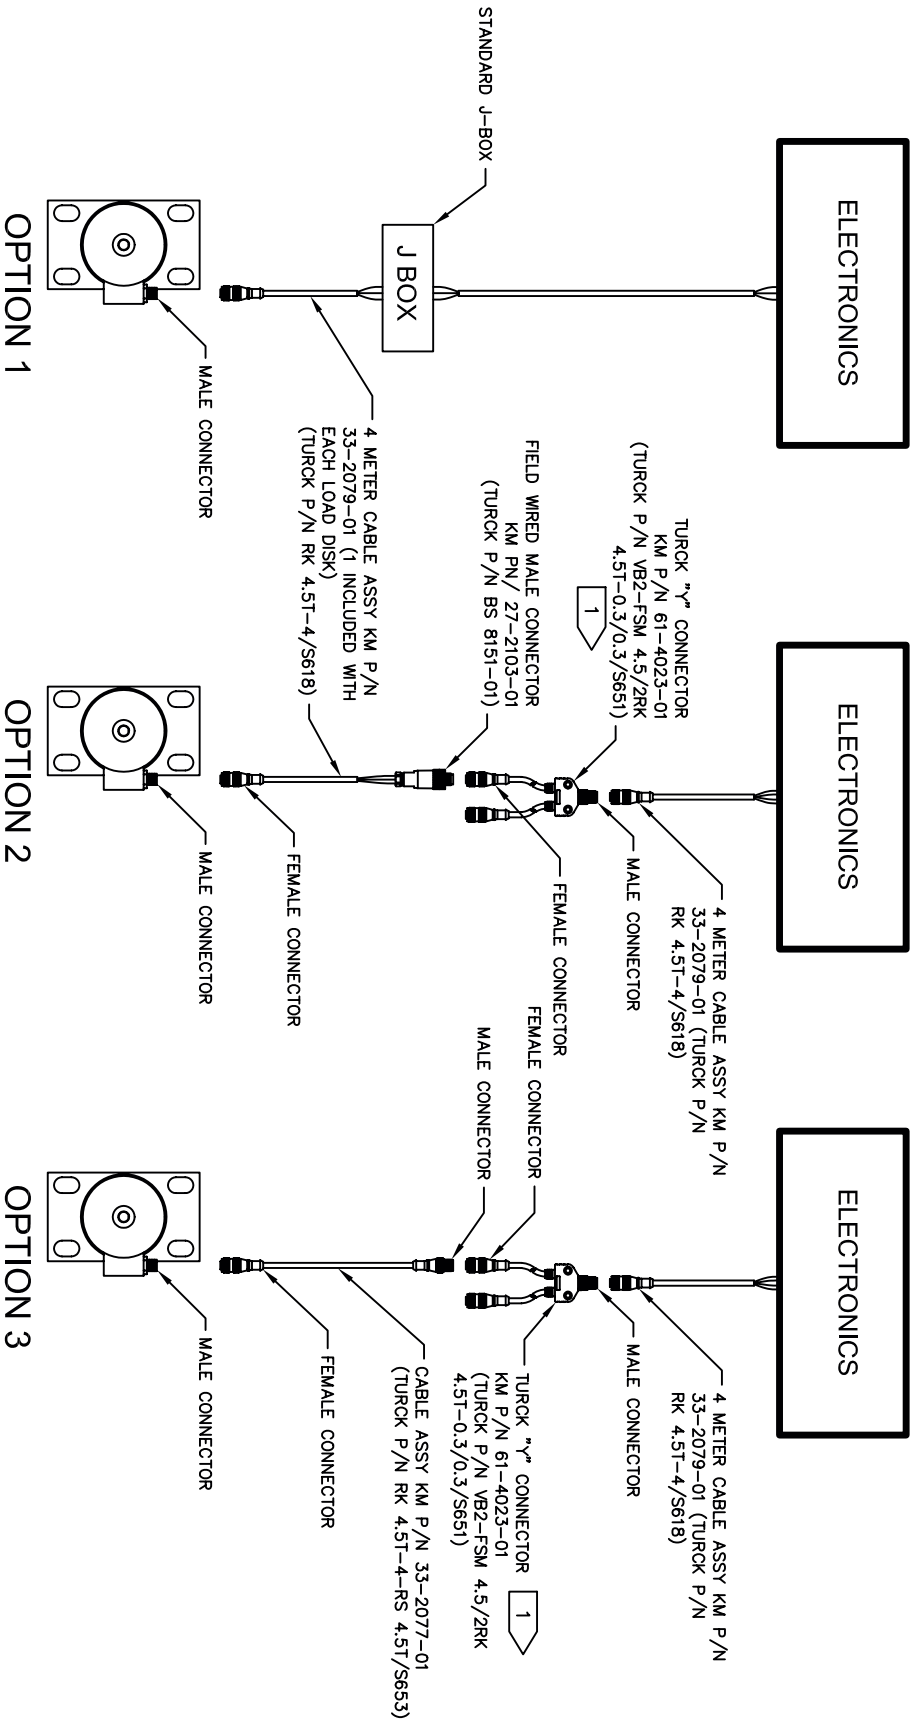 ELECTRONICS
STANDARD J-BOX
J BOX
4 METER CABLE ASSY KM P/N
33-2079-01 (1 INCLUDED WITH
EACH LOAD DISK)
(TURCK P/N RK 4.5T-4/S618)
MALE CONNECTOR
OPTION 1
ELECTRONICS
4 METER CABLE ASSY KM P/N
33-2079-01 (TURCK P/N
RK 4.5T-4/S618)
MALE CONNECTOR
TURCK "Y" CONNECTOR
KM P/N 61-4023-01
(TURCK P/N VB2-FSM 4.5/2RK
4.5T-0.3/0.3/S651)
1
FEMALE CONNECTOR
FIELD WIRED MALE CONNECTOR
KM PN/ 27-2103-01
(TURCK P/N BS 8151-01)
FEMALE CONNECTOR
MALE CONNECTOR
OPTION 2
ELECTRONICS
4 METER CABLE ASSY KM P/N
33-2079-01 (TURCK P/N
RK 4.5T-4/S618)
MALE CONNECTOR
FEMALE CONNECTOR
MALE CONNECTOR
TURCK "Y" CONNECTOR
KM P/N 61-4023-01
(TURCK P/N VB2-FSM 4.5/2RK
4.5T-0.3/0.3/S651)
1
CABLE ASSY KM P/N 33-2077-01
(TURCK P/N RK 4.5T-4-RS 4.5T/S653)
FEMALE CONNECTOR
MALE CONNECTOR
OPTION 3